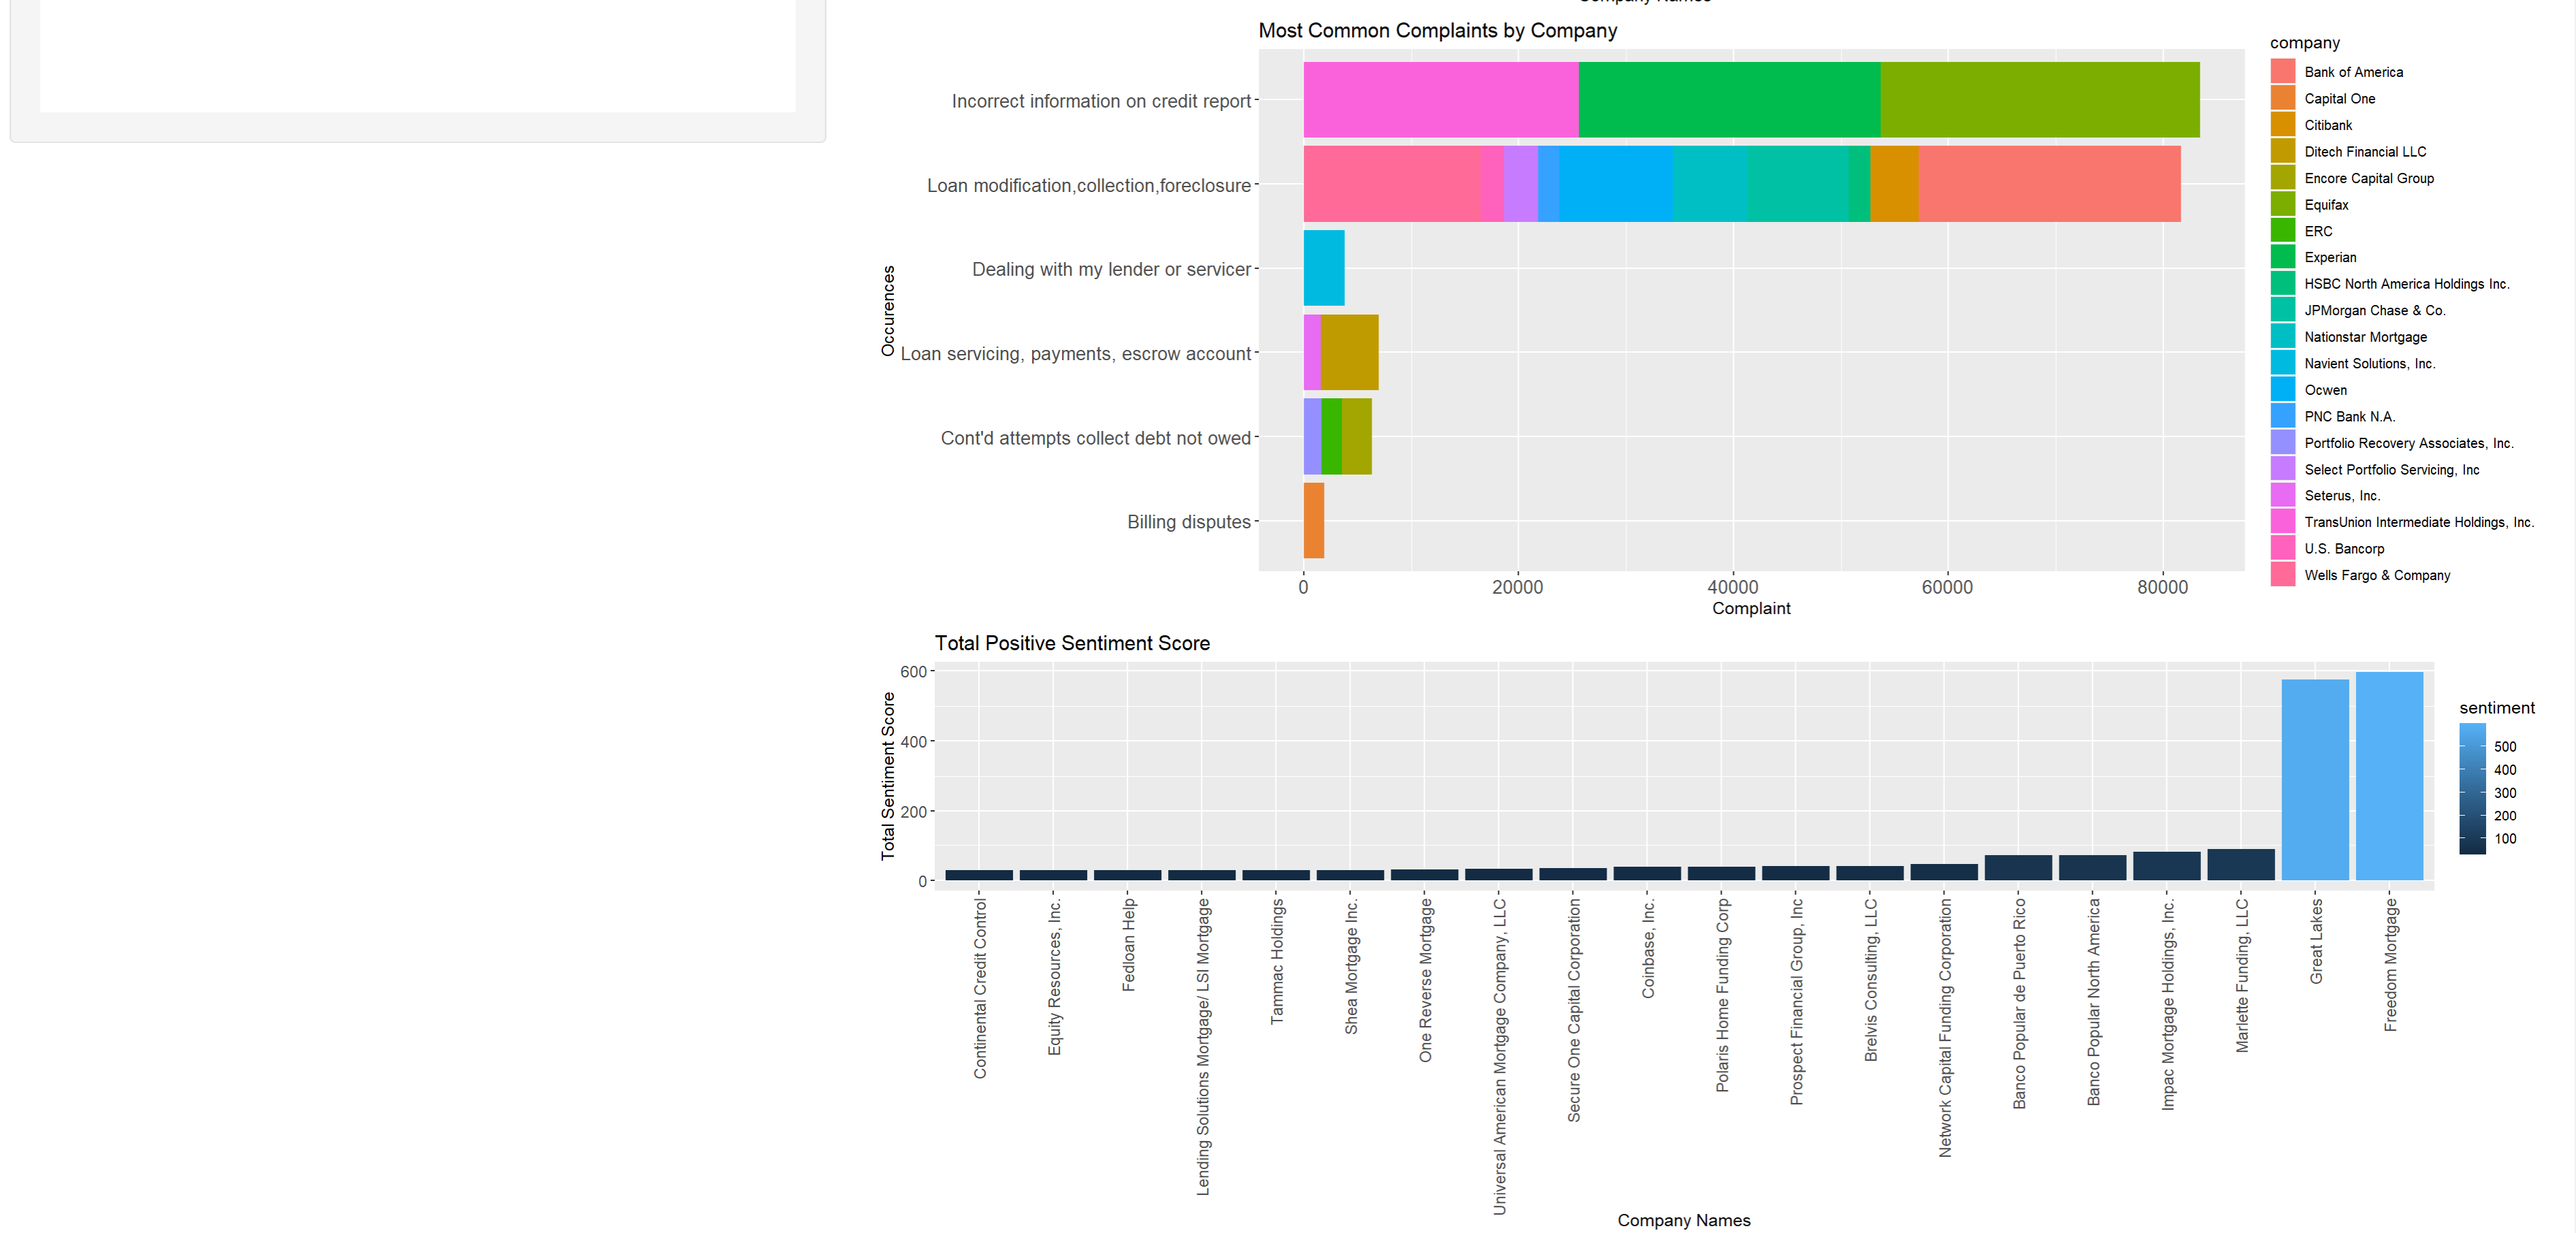 Company Names
Most Common Complaints by Company
Occurences
Incorrect information on credit report
Loan modification,collection,foreclosure
Dealing with my lender or servicer
Loan servicing, payments, escrow account
Cont'd attempts collect debt not owed
Billing disputes
0 20000 40000 60000 80000
Complaint
company
Bank of America
Capital One
Citibank
Ditech Financial LLC
Encore Capital Group
Equifax
ERC
Experian
HSBC North America Holdings Inc.
JPMorgan Chase & Co.
Nationstar Mortgage
Navient Solutions, Inc.
Ocwen
PNC Bank N.A.
Portfolio Recovery Associates, Inc.
Select Portfolio Servicing, Inc
Seterus, Inc.
TransUnion Intermediate Holdings, Inc.
U.S. Bancorp
Wells Fargo & Company
Total Positive Sentiment Score
Total Sentiment Score
600
400
200
0
Continental Credit Control
Equity Resources, Inc.
Fedloan Help
Lending Solutions Mortgage/ LSI Mortgage
Tammac Holdings
Shea Mortgage Inc.
One Reverse Mortgage
Universal American Mortgage Company, LLC
Secure One Capital Corporation
Coinbase, Inc.
Polaris Home Funding Corp
Prospect Financial Group, Inc
Brelvis Consulting, LLC
Network Capital Funding Corporation
Banco Popular de Puerto Rico
Banco Popular North America
Impac Mortgage Holdings, Inc.
Marlette Funding, LLC
Great Lakes
Freedom Mortgage
Company Names
sentiment
500
400
300
200
100